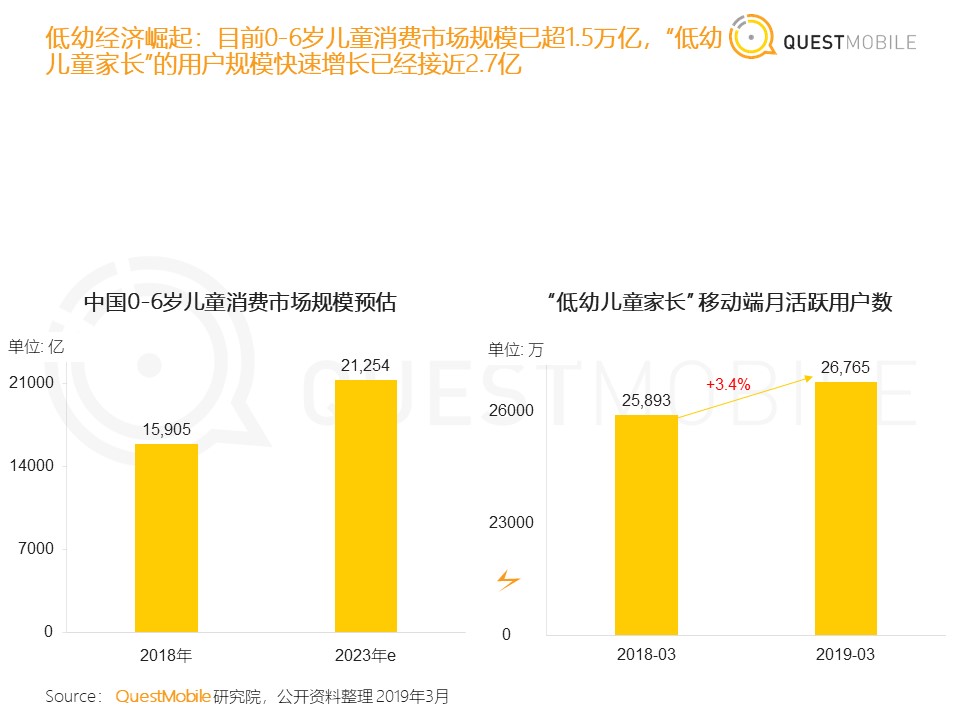 低幼经济崛起：目前0-6岁儿童消费市场规模已超1.5万亿，“低幼
儿童家长”的用户规模快速增长已经接近2.7亿
QUESTMOBILE
中国0-6岁儿童消费市场规模预估
单位: 亿
21000
14000
7000
0
15,905
21,254
2018年
2023年e
“低幼儿童家长” 移动端月活跃用户数
单位: 万
26000
23000
0
25,893
+3.4%
26,765
2018-03
2019-03
QUESTMOBILE
Source： QuestMobile研究院，公开资料整理 2019年3月